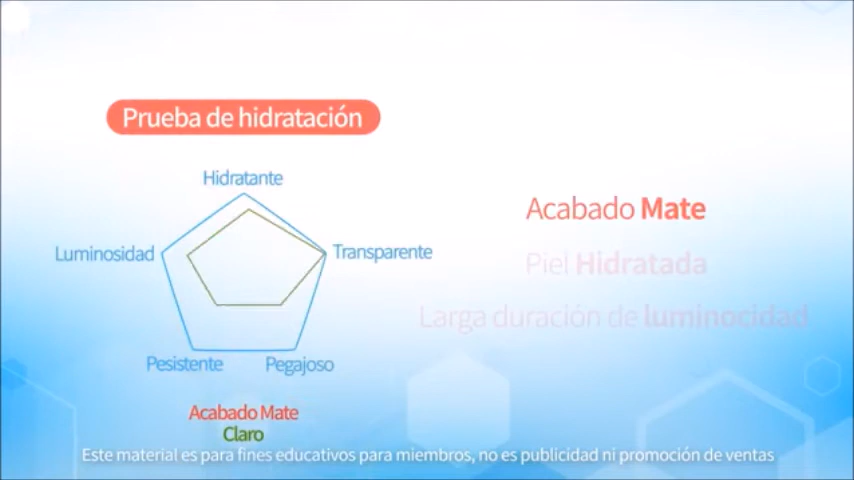 Prueba de hidratación
Hidratante
Luminosidad
Transparente
Pesistente
Pegajoso
Acabado Mate
Claro
Acabado Mate
Piel Hidratada
Larga duración de luminocidad
Este material es para fines educativos para miembros, no es publicidad ni promoción de ventas